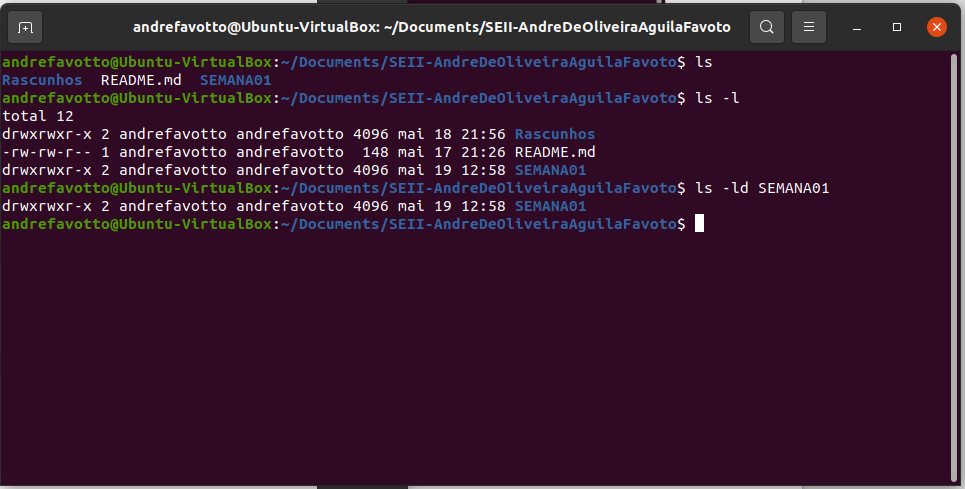 andrefavotto@Ubuntu-VirtualBox: ~/Documents/SEII-AndreDeOliveiraAguilaFavoto
andrefavotto@Ubuntu-VirtualBox:~/Documents/SEII-AndreDeOliveiraAguilaFavoto$ ls
Rascunhos  README.md  SEMANA01
andrefavotto@Ubuntu-VirtualBox:~/Documents/SEII-AndreDeOliveiraAguilaFavoto$ ls -l
total 12
drwxrwxr-x 2 andrefavotto andrefavotto 4096 mai 18 21:56 Rascunhos
-rw-rw-r-- 1 andrefavotto andrefavotto  148 mai 17 21:26 README.md
drwxrwxr-x 2 andrefavotto andrefavotto 4096 mai 19 12:58 SEMANA01
andrefavotto@Ubuntu-VirtualBox:~/Documents/SEII-AndreDeOliveiraAguilaFavoto$ ls -ld SEMANA01
drwxrwxr-x 2 andrefavotto andrefavotto 4096 mai 19 12:58 SEMANA01
andrefavotto@Ubuntu-VirtualBox:~/Documents/SEII-AndreDeOliveiraAguilaFavoto$